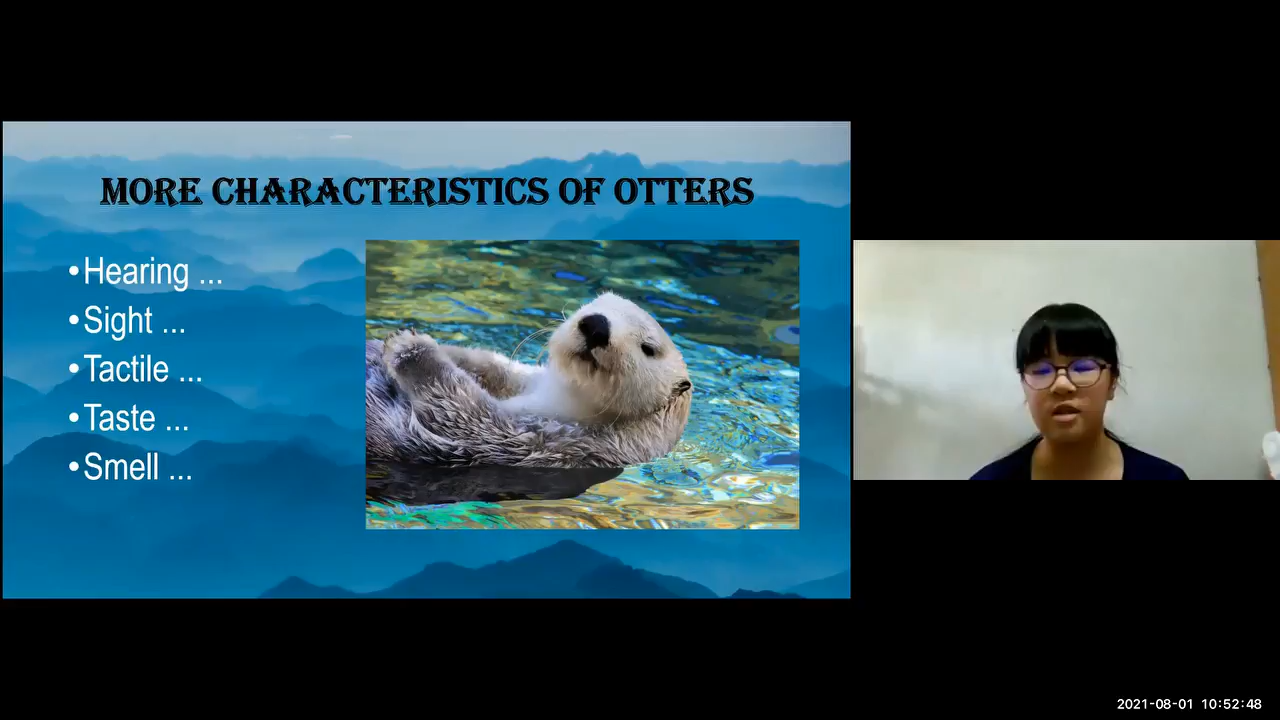 MORE CHARACTERISTICS OF OTTERS
•Hearing ...
•Sight ...
•Tactile ...
•Taste ...
•Smell ...
2021-08-01 10:52:48